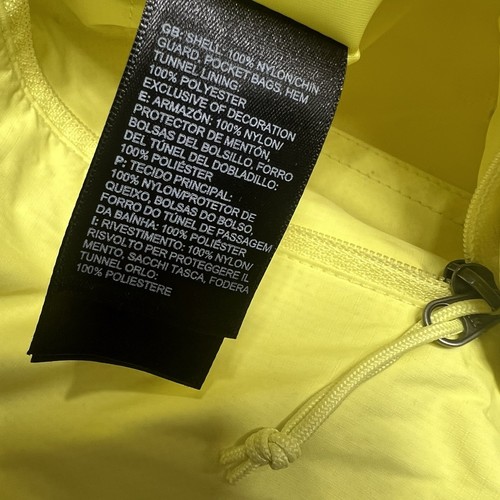 GB: SHELL: 100% NYLON/CHIN
GUARD, POCKET BAGS, HEM
TUNNEL LINING:
100% POLYESTER
EXCLUSIVE OF DECORATION
E: ARMAZÓN: 100% NYLON/
PROTECTOR DE MENTÓN,
BOLSAS DEL BOLSILLO, FORRO
DEL TÚNEL DEL DOBLADILLO:
100% POLIÉSTER
P: TECIDO PRINCIPAL:
100% NYLON/PROTETOR DE
QUEIXO, BOLSAS DO BOLSO,
FORRO DO TÚNEL DE PASSAGEM
DA BAÍNHA: 100% POLIÉSTER
I: RIVESTIMENTO: 100% NYLON/
RISVOLTO PER PROTEGGERE IL
MENTO, SACCHI TASCA, FODERA
TUNNEL ORLO:
100% POLIESTERE